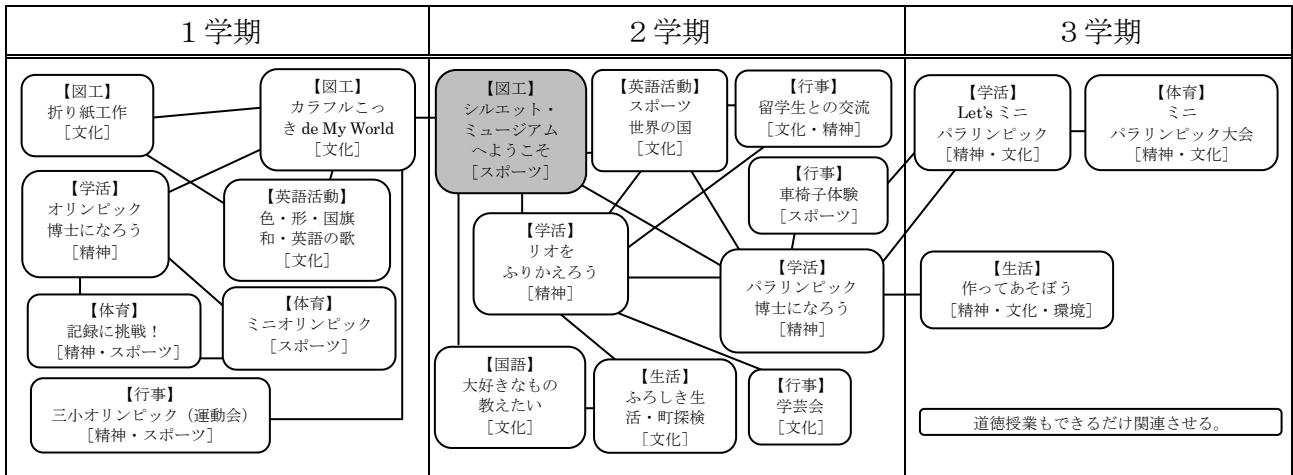 １学期
２学期
３学期
【図工】
折り紙工作
［文化］
【図工】
カラフルこっ
き de My World
［文化］
【学活】
オリンピック
博士になろう
［精神］
【英語活動】
色・形・国旗
和・英語の歌
［文化］
【体育】
記録に挑戦！
［精神・スポーツ］
【体育】
ミニオリンピック
［スポーツ］
【行事】
三小オリンピック（運動会）
［精神・スポーツ］
【図工】
シルエット・
ミュージアム
へようこそ
［スポーツ］
【英語活動】
スポーツ
世界の国
［文化］
【行事】
留学生との交流
［文化・精神］
【行事】
車椅子体験
［スポーツ］
【学活】
リオを
ふりかえろう
［精神］
【学活】
パラリンピック
博士になろう
［精神］
【国語】
大好きなもの
教えたい
［文化］
【生活】
ふろしき生
活・町探検
［文化］
【行事】
学芸会
［文化］
【学活】
Let's ミニ
パラリンピック
［精神・文化］
【体育】
ミニ
パラリンピック大会
［精神・文化］
【生活】
作ってあそぼう
［精神・文化・環境］
道徳授業もできるだけ関連させる。